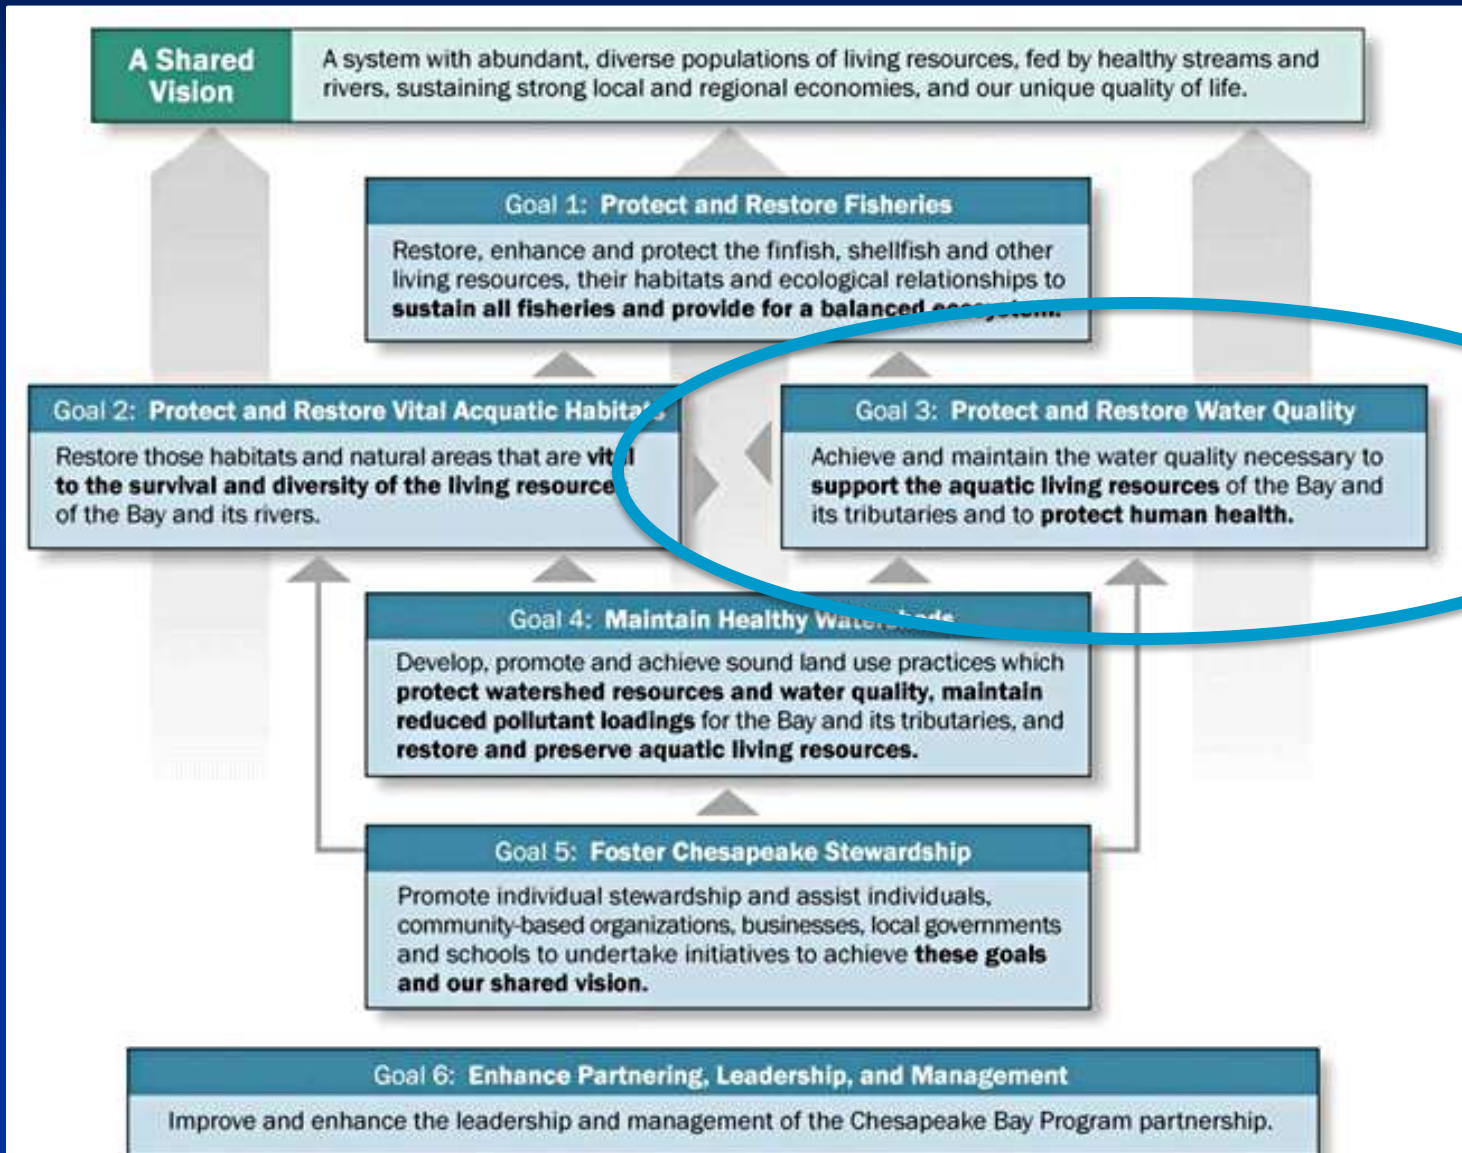 A Shared
Vision
A system with abundant, diverse populations of living resources, fed by healthy streams and
rivers, sustaining strong local and regional economies, and our unique quality of life.
Goal 1: Protect and Restore Fisheries
Restore, enhance and protect the finfish, shellfish and other
living resources, their habitats and ecological relationships to
sustain all fisheries and provide for a balanced ecosystem.
Goal 2: Protect and Restore Vital Acquatic Habitats
Restore those habitats and natural areas that are vital
to the survival and diversity of the living resources
of the Bay and its rivers.
Goal 3: Protect and Restore Water Quality
Achieve and maintain the water quality necessary to
support the aquatic living resources of the Bay and
its tributaries and to protect human health.
Goal 4: Maintain Healthy Watersheds
Develop, promote and achieve sound land use practices which
protect watershed resources and water quality, maintain
reduced pollutant loadings for the Bay and its tributaries, and
restore and preserve aquatic living resources.
Goal 5: Foster Chesapeake Stewardship
Promote individual stewardship and assist individuals,
community-based organizations, businesses, local governments
and schools to undertake initiatives to achieve these goals
and our shared vision.
Goal 6: Enhance Partnering, Leadership, and Management
Improve and enhance the leadership and management of the Chesapeake Bay Program partnership.